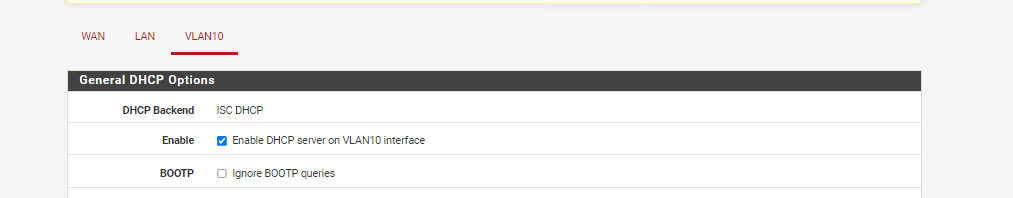 WAN LAN VLAN10
General DHCP Options
DHCP Backend ISC DHCP
Enable Enable DHCP server on VLAN10 interface
BOOTP Ignore BOOTP queries